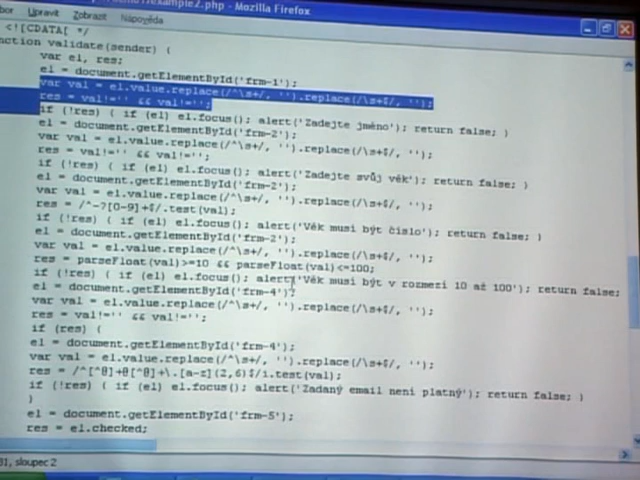 example2.php - Mozilla Firefox
bor Upravit Zobrazit Nápověda
<![CDATA[ */
nction validate(sender) {
var el, res;
el = document.getElementById('frm-1');
var val = el.value.replace(/^\s+/, '').replace(/\s+$/, '');
res = val!='' && val!='';
if (!res) { if (el) el.focus(); alert('Zadejte jméno'); return false; }
el = document.getElementById('frm-2');
var val = el.value.replace(/^\s+/, '').replace(/\s+$/, '');
res = val!='' && val!='';
if (!res) { if (el) el.focus(); alert('Zadejte svůj věk'); return false; }
el = document.getElementById('frm-2');
var val = el.value.replace(/^\s+/, '').replace(/\s+$/, '');
res = /^-?[0-9]+$/.test(val);
if (!res) { if (el) el.focus(); alert('Věk musí být číslo'); return false; }
el = document.getElementById('frm-2');
var val = el.value.replace(/^\s+/, '').replace(/\s+$/, '');
res = parseFloat(val)>=10 && parseFloat(val)<=100;
if (!res) { if (el) el.focus(); alert('Věk musí být v rozmezí 10 až 100'); return false;
el = document.getElementById('frm-4');
var val = el.value.replace(/^\s+/, '').replace(/\s+$/, '');
res = val!='' && val!='';
if (res) {
el = document.getElementById('frm-4');
var val = el.value.replace(/^\s+/, '').replace(/\s+$/, '');
res = /^[^@]+@[^@]+\.[a-z]{2,6}$/i.test(val);
if (!res) { if (el) el.focus(); alert('Zadaný email není platný'); return false; }
}
el = document.getElementById('frm-5');
res = el.checked;
31, sloupec 2